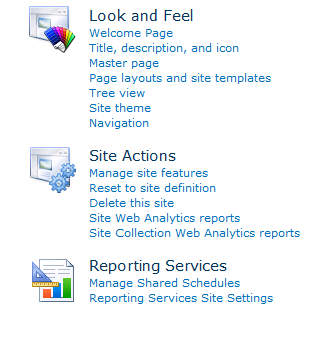 Look and Feel
Welcome Page
Title, description, and icon
Master page
Page layouts and site templates
Tree view
Site theme
Navigation
Site Actions
Manage site features
Reset to site definition
Delete this site
Site Web Analytics reports
Site Collection Web Analytics reports
Reporting Services
Manage Shared Schedules
Reporting Services Site Settings